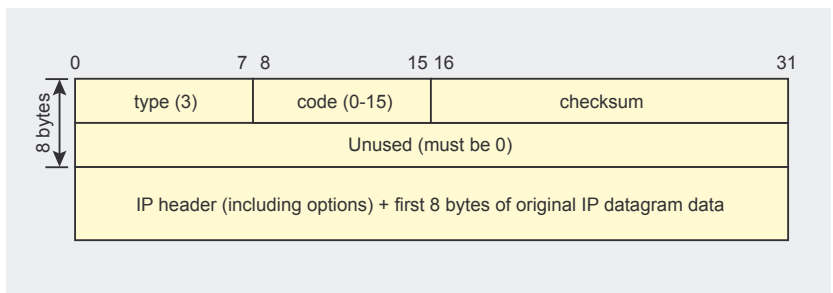 0 7 8 15 16 31
8 bytes
type (3) code (0-15) checksum
Unused (must be 0)
IP header (including options) + first 8 bytes of original IP datagram data